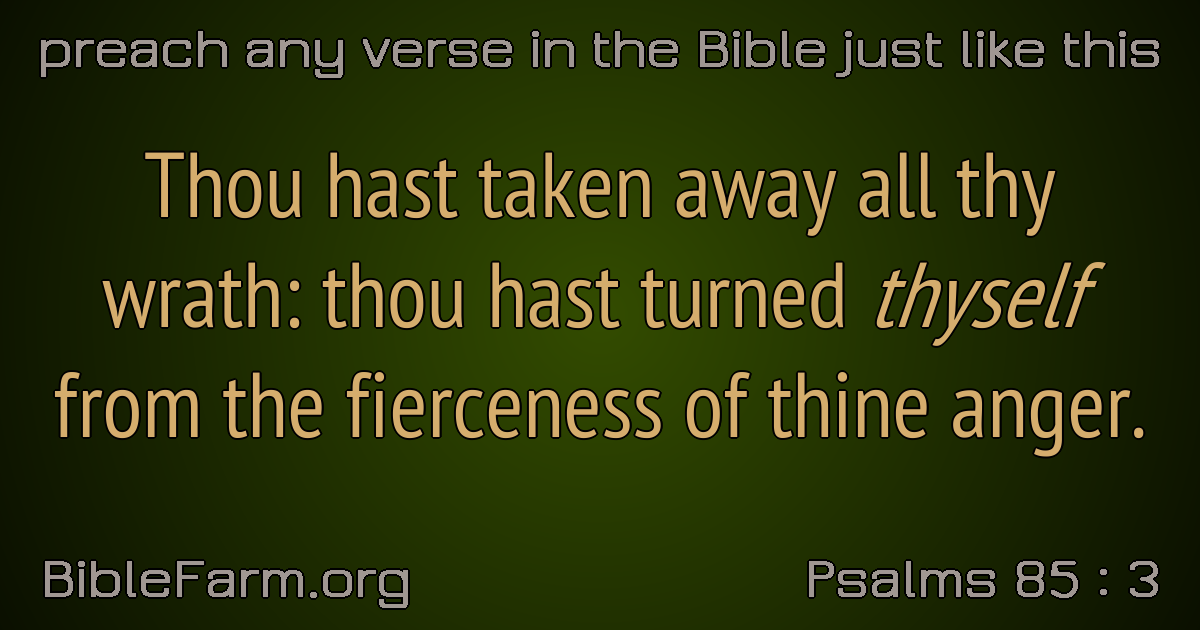 preach any verse in the Bible just like this
Thou hast taken away all thy
wrath: thou hast turned thyself
from the fierceness of thine anger.
BibleFarm.org
Psalms 85 : 3